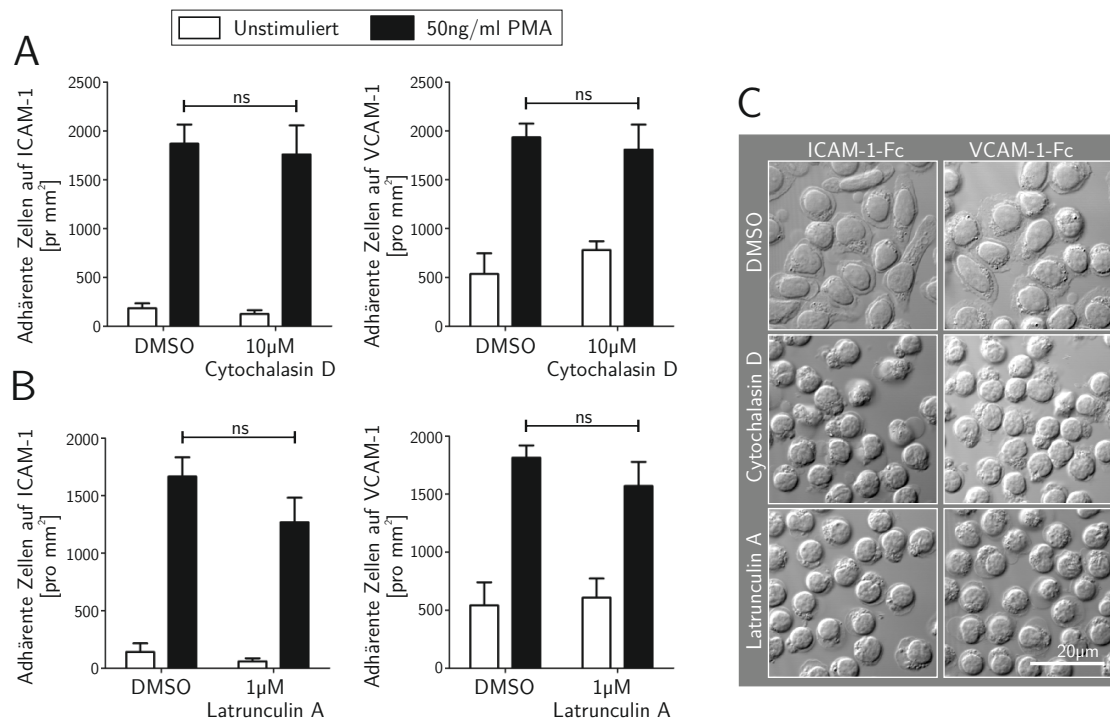 Unstimuliert 50ng/ml PMA
A
Adhärente Zellen auf ICAM-1
[pr mm²]
2500
2000
1500
1000
500
0
ns
DMSO 10µM
Cytochalasin D
Adhärente Zellen auf VCAM-1
[pro mm²]
2500
2000
1500
1000
500
0
ns
DMSO 10µM
Cytochalasin D
B
Adhärente Zellen auf ICAM-1
[pro mm²]
2000
1500
1000
500
0
ns
DMSO 1µM
Latrunculin A
Adhärente Zellen auf VCAM-1
[pro mm²]
2000
1500
1000
500
0
ns
DMSO 1µM
Latrunculin A
C
ICAM-1-Fc VCAM-1-Fc
DMSO
Cytochalasin D
Latrunculin A
20µm